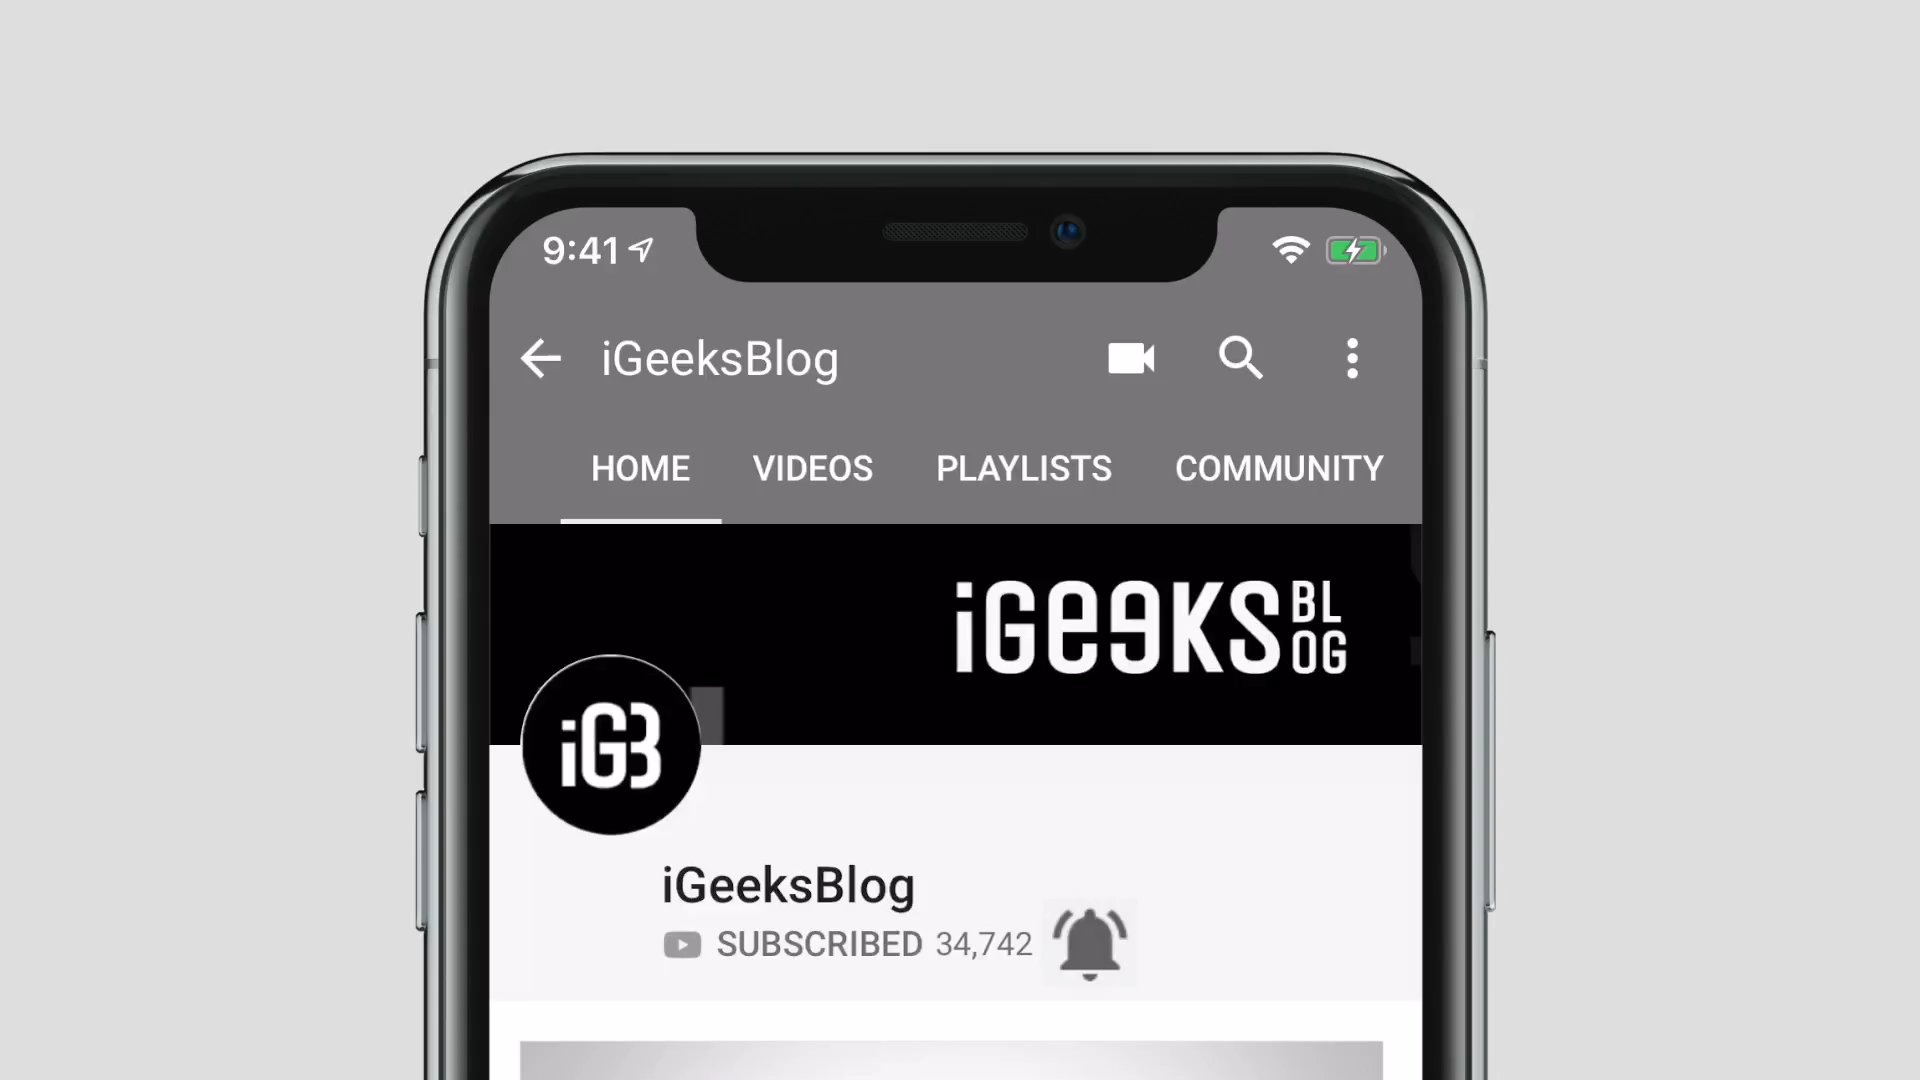 9:41
iGeeksBlog
HOME VIDEOS PLAYLISTS COMMUNITY
iGeeKS BLOG
iGB
iGeeksBlog
SUBSCRIBED 34,742